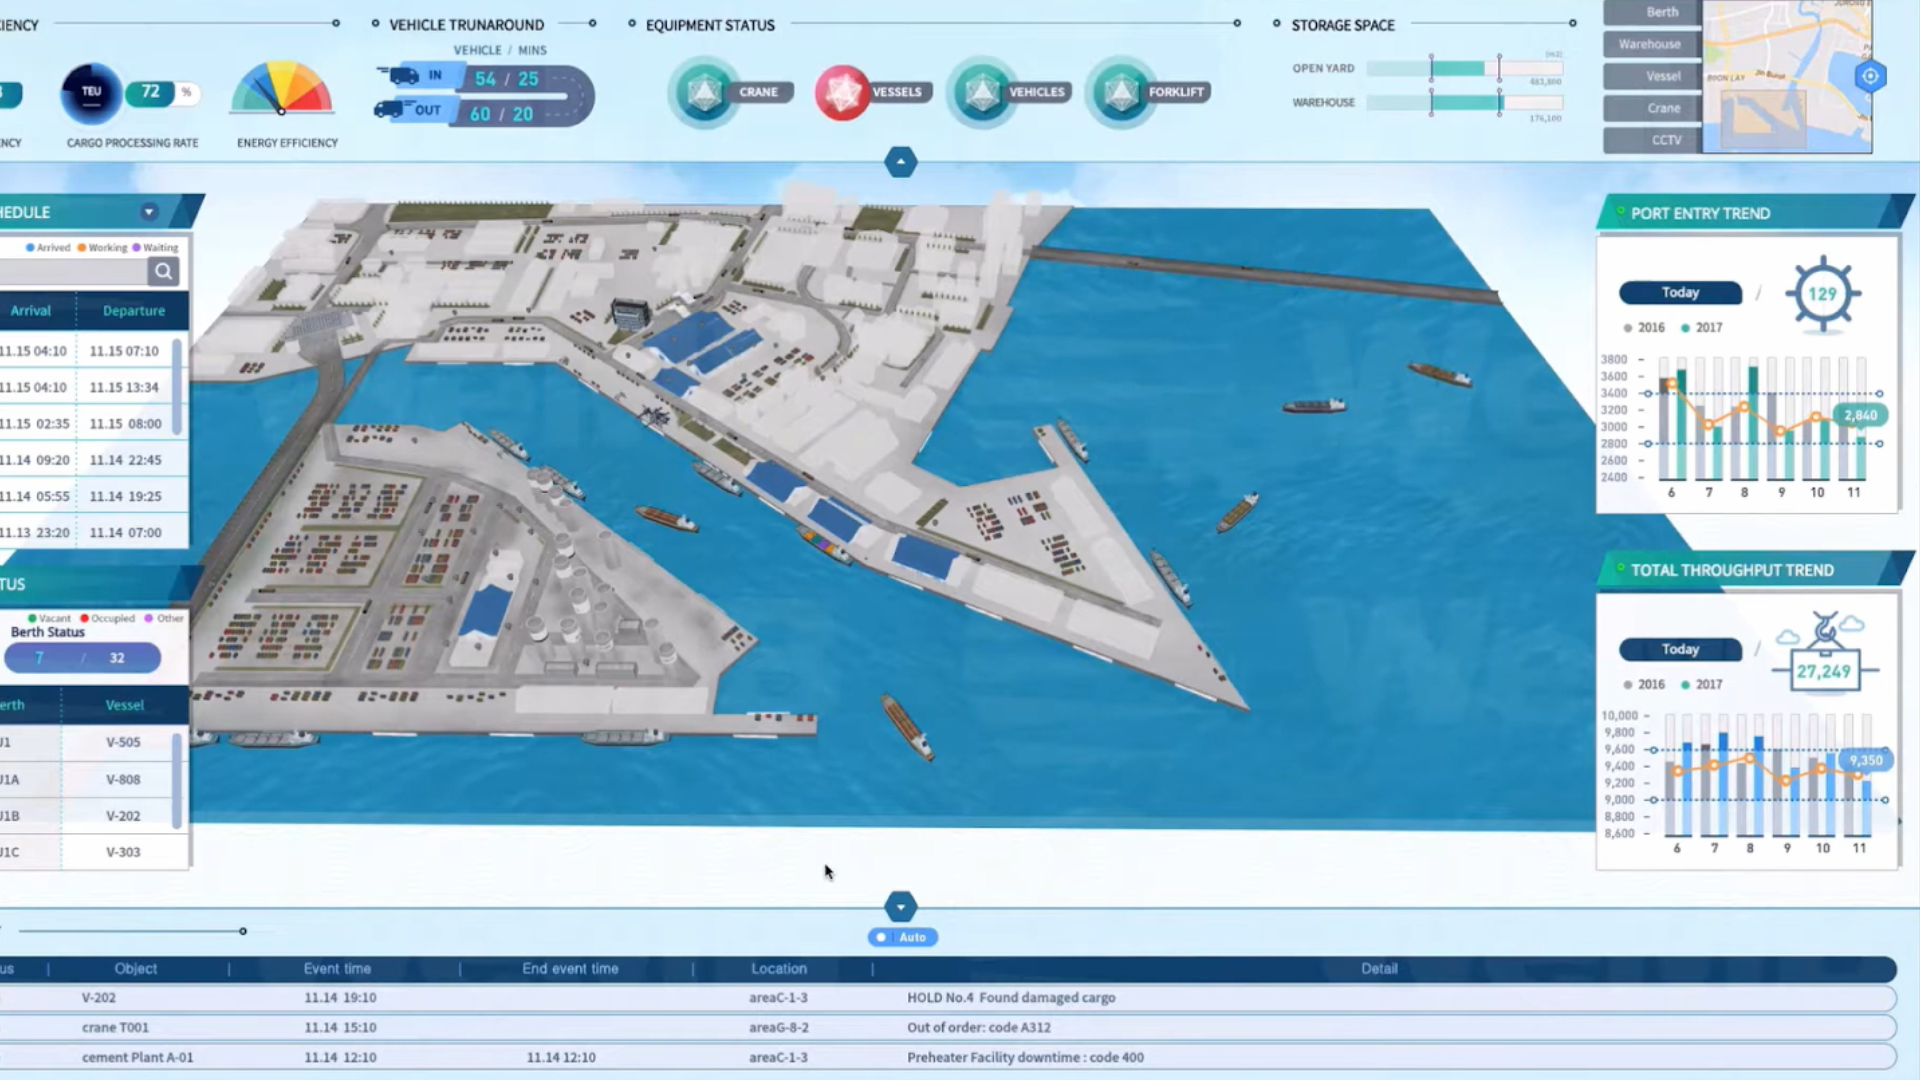 IENCY
VEHICLE TRUNAROUND
EQUIPMENT STATUS
STORAGE SPACE
VEHICLE / MINS
TEU
72 %
IN 54 / 25
OUT 60 / 20
CRANE
VESSELS
VEHICLES
FORKLIFT
OPEN YARD
483,800
WAREHOUSE
176,100
NCY
CARGO PROCESSING RATE
ENERGY EFFICIENCY
Berth
Warehouse
Vessel
Crane
CCTV
BOON LAY
Jln Buroh
HEDULE
Arrived Working Waiting
Arrival Departure
11.15 04:10 11.15 07:10
11.15 04:10 11.15 13:34
11.15 02:35 11.15 08:00
11.14 09:20 11.14 22:45
11.14 05:55 11.14 19:25
11.13 23:20 11.14 07:00
TUS
Vacant Occupied Other
Berth Status
7 / 32
erth Vessel
J1 V-505
J1A V-808
J1B V-202
J1C V-303
PORT ENTRY TREND
Today / 129
2016 2017
3800
3600
3400
3200
3000
2800
2600
2400
2,840
6 7 8 9 10 11
TOTAL THROUGHPUT TREND
Today / 27,249
2016 2017
10,000
9,800
9,600
9,400
9,200
9,000
8,800
8,600
9,350
6 7 8 9 10 11
Auto
us Object Event time End event time Location Detail
V-202 11.14 19:10 areaC-1-3 HOLD No.4 Found damaged cargo
crane T001 11.14 15:10 areaG-8-2 Out of order: code A312
cement Plant A-01 11.14 12:10 11.14 12:10 areaC-1-3 Preheater Facility downtime : code 400